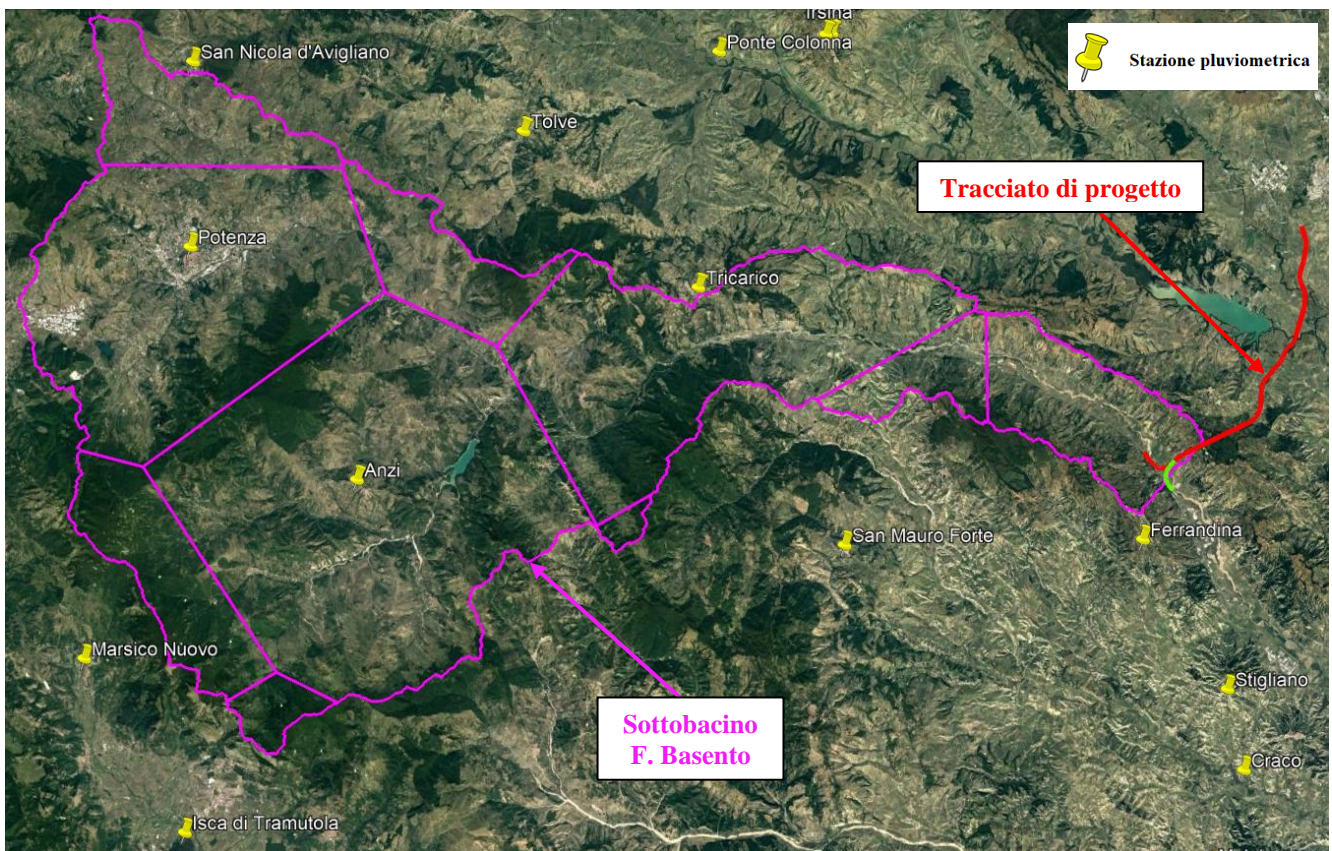 Irsina
San Nicola d'Avigliano
Ponte Colonna
Stazione pluviometrica
Tolve
Tracciato di progetto
Potenza
Tricarico
Anzi
San Mauro Forte
Ferrandina
Marsico Nuovo
Stigliano
Sottobacino
F. Basento
Craco
Isca di Tramutola